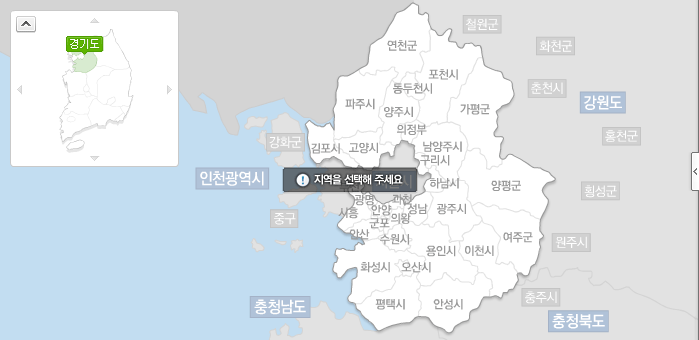 경기도
철원군
연천군
화천군
포천시
동두천시
춘천시
파주시
양주시
가평군
강원도
의정부
홍천군
강화군
김포시
고양시
남양주시
구리시
인천광역시
지역을 선택해 주세요
하남시
양평군
횡성군
광명
과천
시흥
안양
성남
광주시
중구
군포
의왕
안산
수원시
여주군
원주시
용인시
이천시
화성시
오산시
충청남도
평택시
안성시
충주시
충청북도